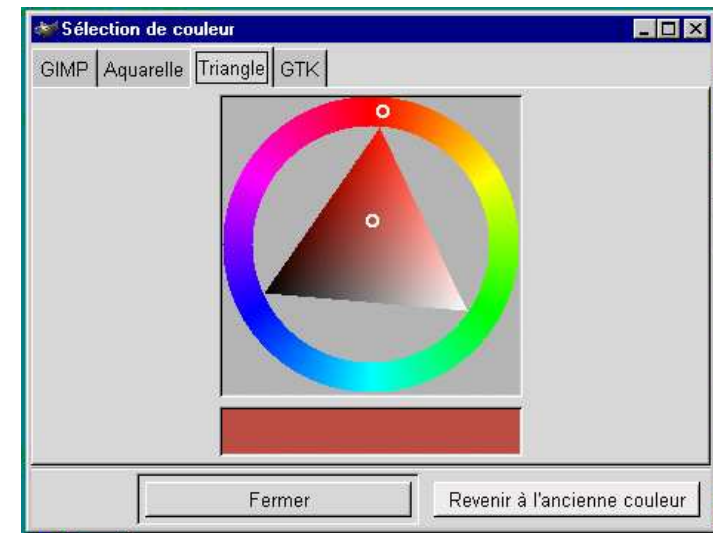 Sélection de couleur
GIMP Aquarelle Triangle GTK
Fermer Revenir à l'ancienne couleur